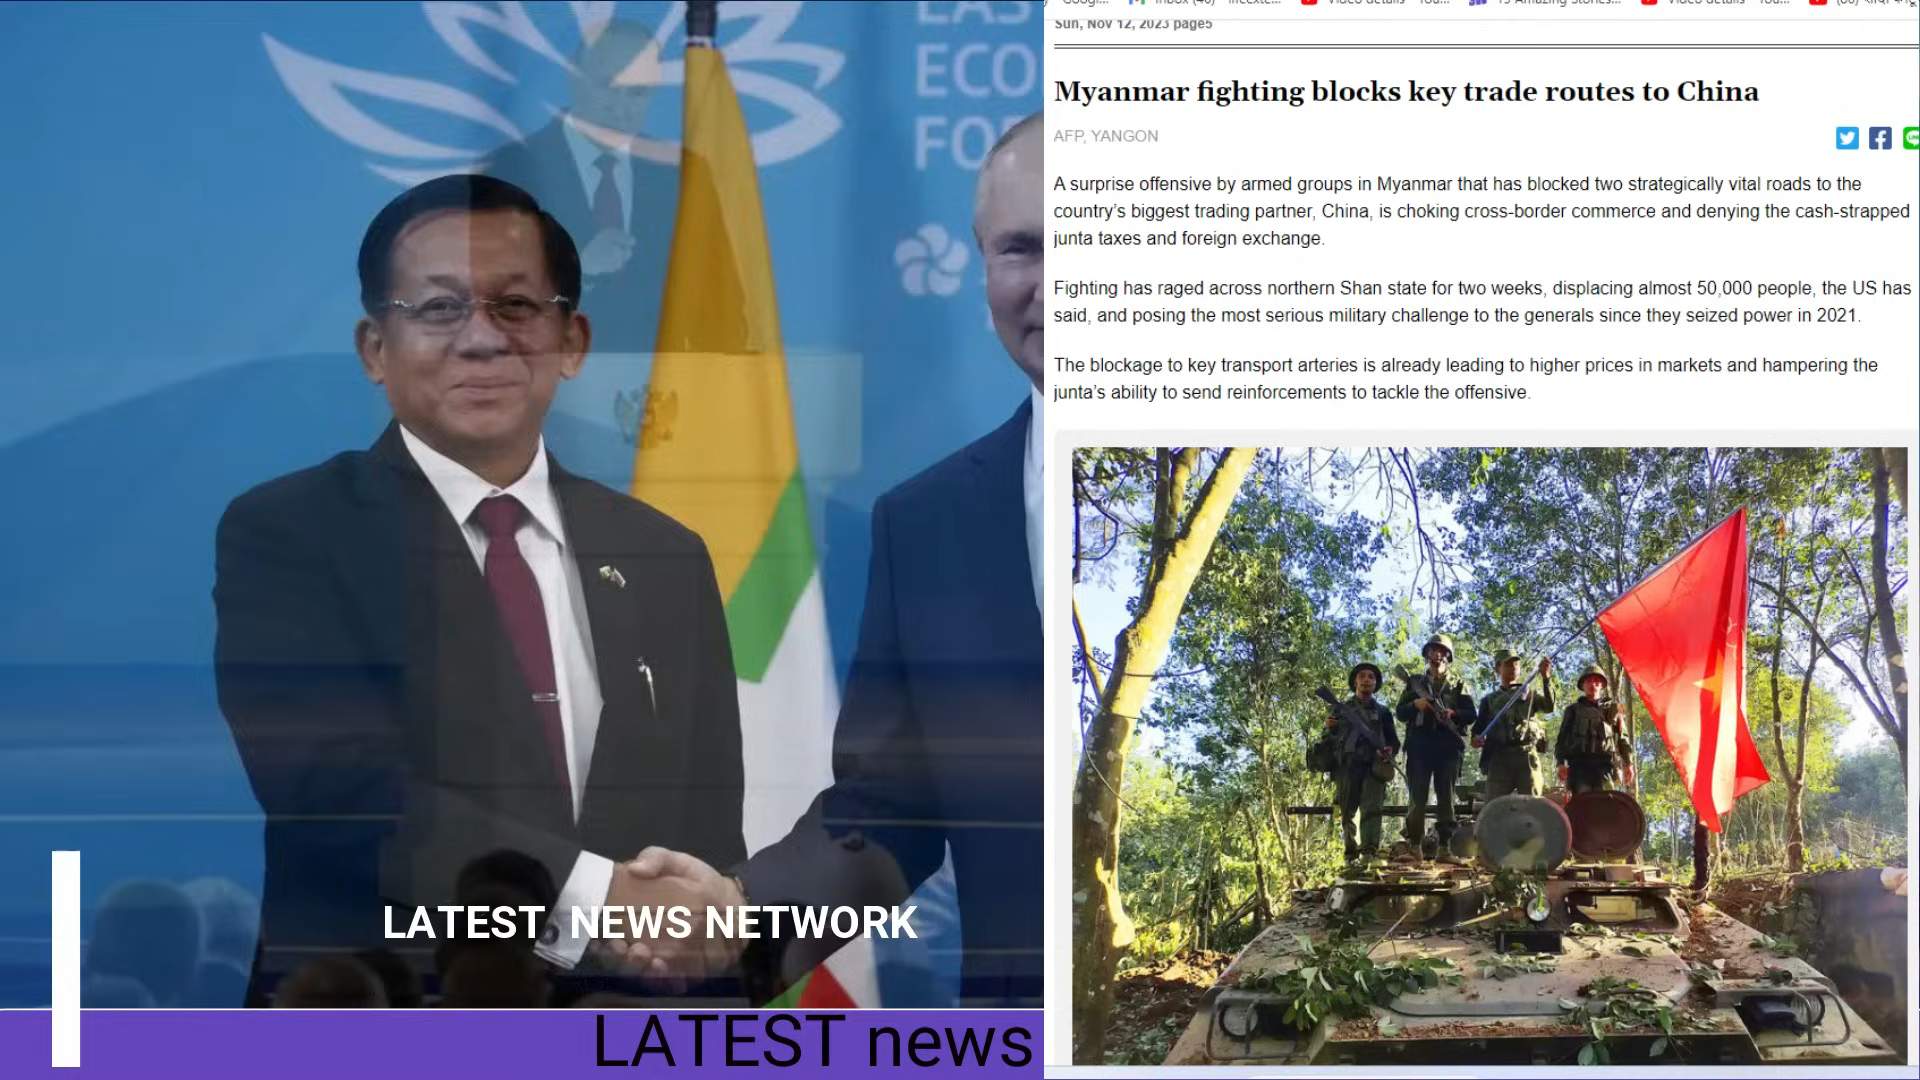 EAS
ECO
FO
LATEST NEWS NETWORK
LATEST news
Sun, Nov 12, 2023 page5
Myanmar fighting blocks key trade routes to China
AFP, YANGON
A surprise offensive by armed groups in Myanmar that has blocked two strategically vital roads to the
country’s biggest trading partner, China, is choking cross-border commerce and denying the cash-strapped
junta taxes and foreign exchange.
Fighting has raged across northern Shan state for two weeks, displacing almost 50,000 people, the US has
said, and posing the most serious military challenge to the generals since they seized power in 2021.
The blockage to key transport arteries is already leading to higher prices in markets and hampering the
junta’s ability to send reinforcements to tackle the offensive.